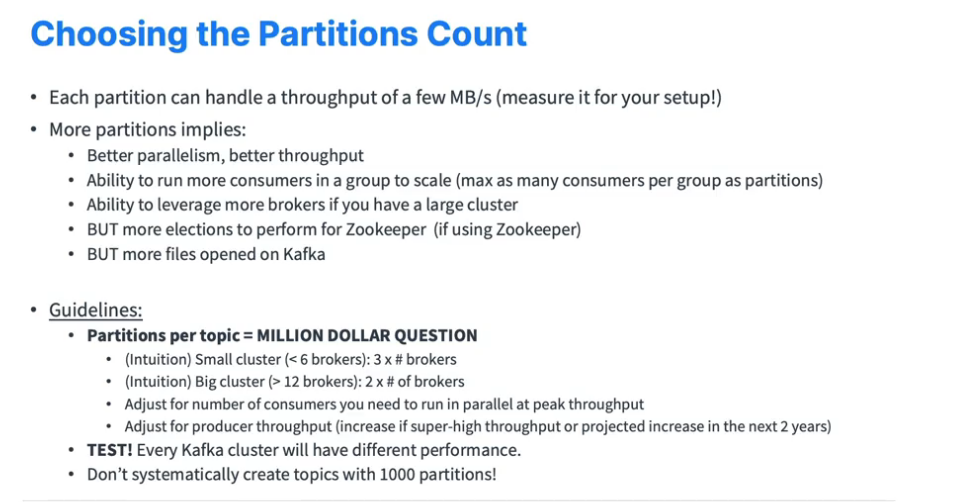 Choosing the Partitions Count
• Each partition can handle a throughput of a few MB/s (measure it for your setup!)
• More partitions implies:
• Better parallelism, better throughput
• Ability to run more consumers in a group to scale (max as many consumers per group as partitions)
• Ability to leverage more brokers if you have a large cluster
• BUT more elections to perform for Zookeeper (if using Zookeeper)
• BUT more files opened on Kafka
• Guidelines:
• Partitions per topic = MILLION DOLLAR QUESTION
• (Intuition) Small cluster (< 6 brokers): 3 x # brokers
• (Intuition) Big cluster (> 12 brokers): 2 x # of brokers
• Adjust for number of consumers you need to run in parallel at peak throughput
• Adjust for producer throughput (increase if super-high throughput or projected increase in the next 2 years)
• TEST! Every Kafka cluster will have different performance.
• Don’t systematically create topics with 1000 partitions!